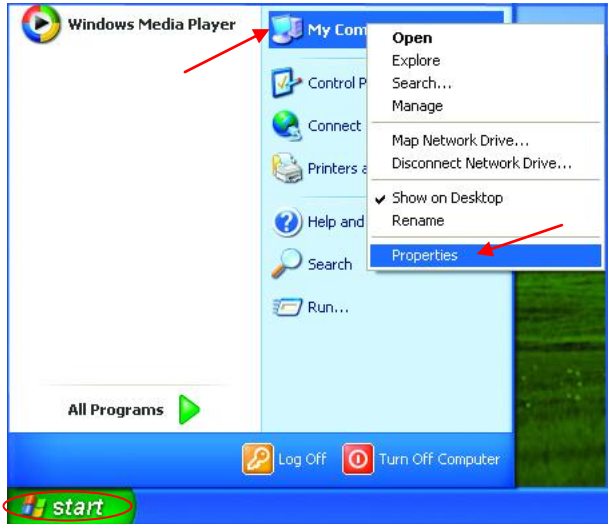 Windows Media Player
My Com
Control P
Connect
Printers a
Help and
Search
Run...
Open
Explore
Search...
Manage
Map Network Drive...
Disconnect Network Drive...
Show on Desktop
Rename
Properties
All Programs
Log Off
Turn Off Computer
start